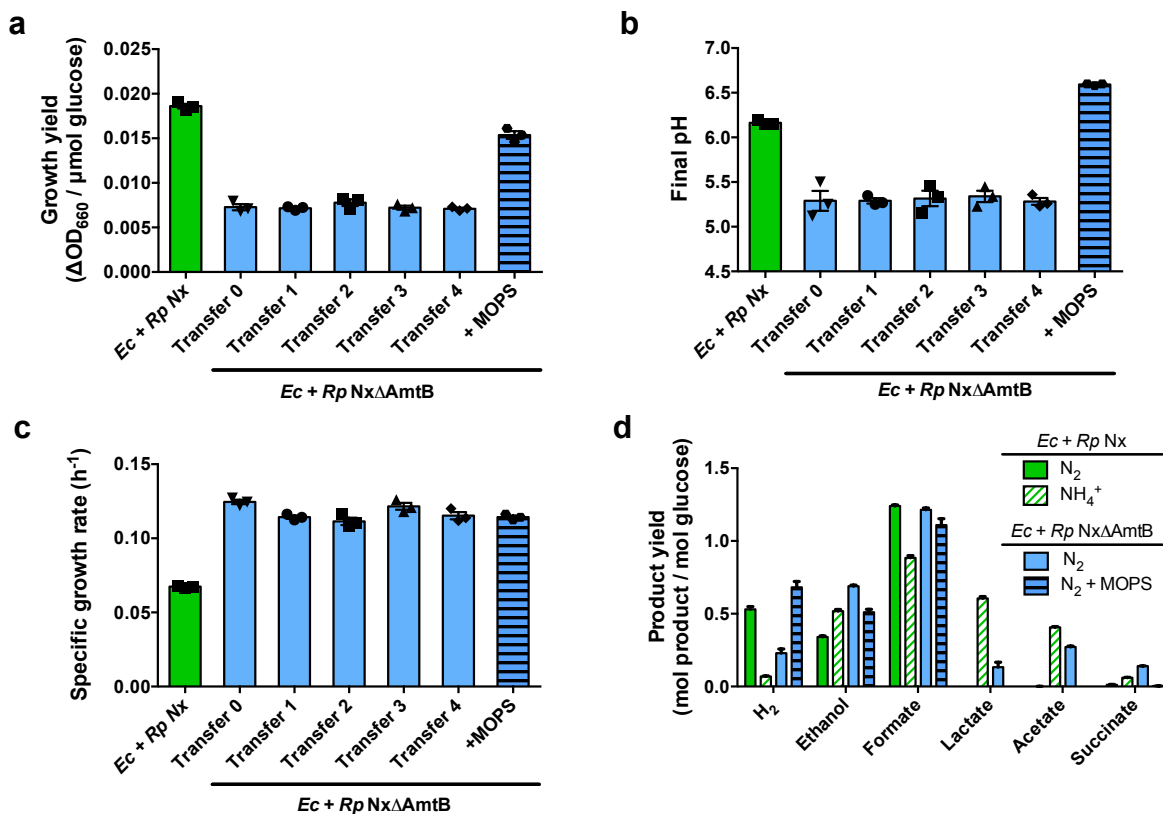 a
Growth yield
(ΔOD660 / μmol glucose)
0.025
0.020
0.015
0.010
0.005
0.000
Ec + Rp Nx
Transfer 0
Transfer 1
Transfer 2
Transfer 3
Transfer 4
+ MOPS
Ec + Rp NxΔAmtB
b
Final pH
7.0
6.5
6.0
5.5
5.0
4.5
Ec + Rp Nx
Transfer 0
Transfer 1
Transfer 2
Transfer 3
Transfer 4
+ MOPS
Ec + Rp NxΔAmtB
c
Specific growth rate (h-1)
0.15
0.10
0.05
0.00
Ec + Rp Nx
Transfer 0
Transfer 1
Transfer 2
Transfer 3
Transfer 4
+MOPS
Ec + Rp NxΔAmtB
d
Product yield
(mol product / mol glucose)
1.5
1.0
0.5
0.0
H2
Ethanol
Formate
Lactate
Acetate
Succinate
Ec + Rp Nx
N2
NH4+
Ec + Rp NxΔAmtB
N2
N2 + MOPS